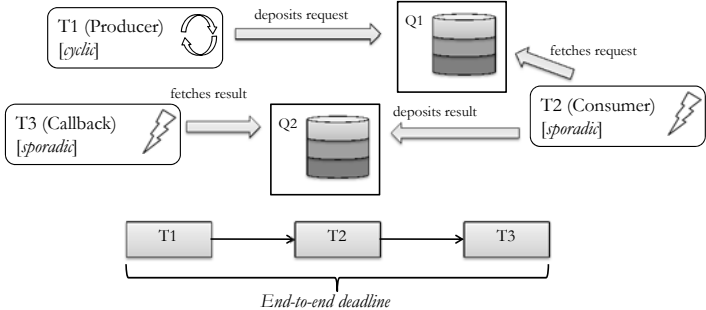 T1 (Producer)
[cyclic]
deposits request
Q1
fetches request
T3 (Callback)
[sporadic]
fetches result
Q2
deposits result
T2 (Consumer)
[sporadic]
T1
T2
T3
End-to-end deadline